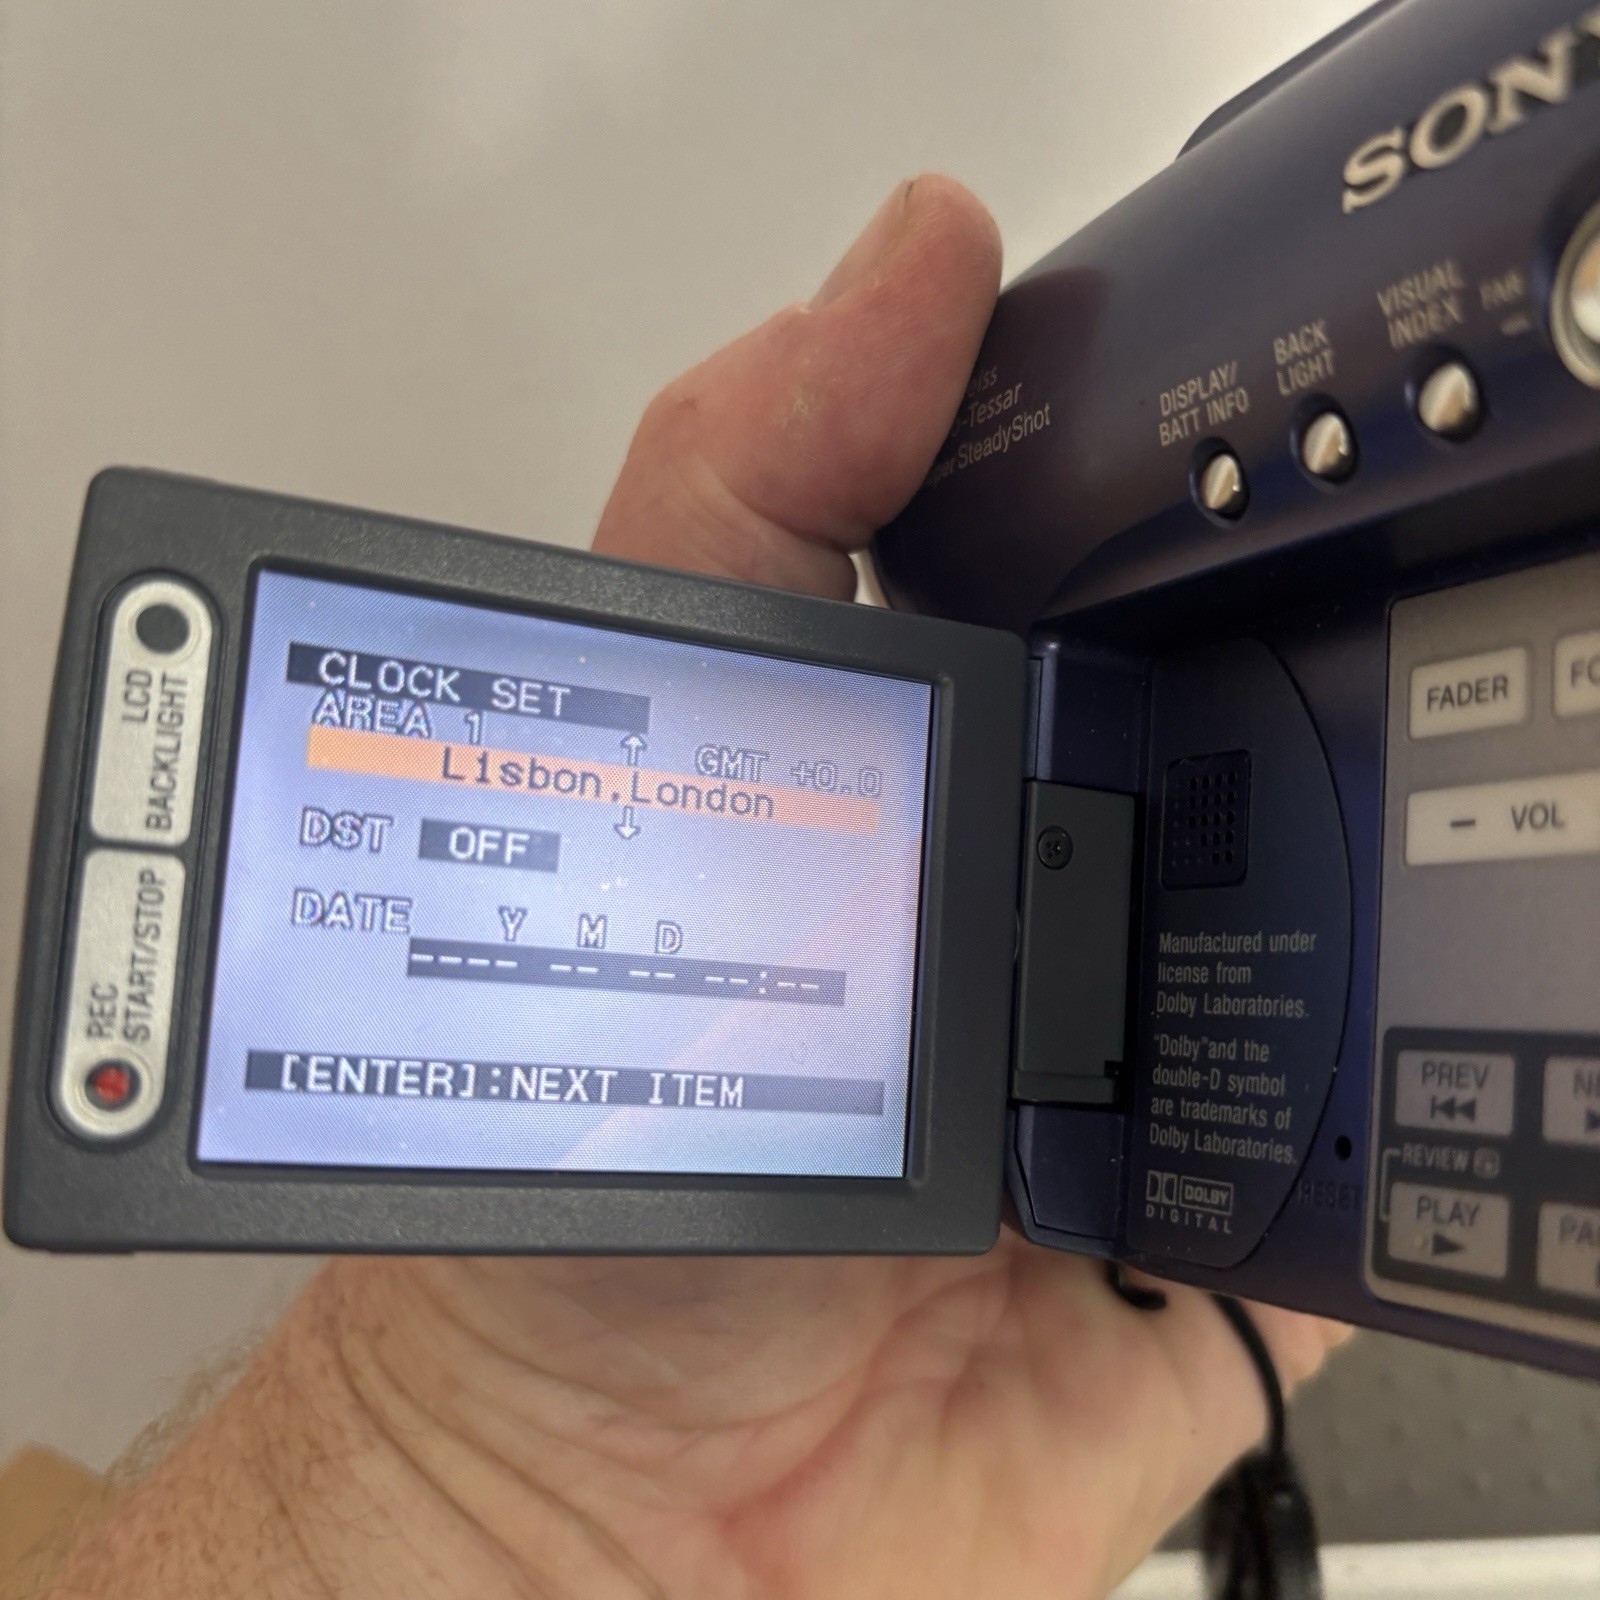 SONY
VISUAL
INDEX
BACK
LIGHT
DISPLAY/
BATT INFO
-Tessar
SteadyShot
LCD
BACKLIGHT
REC
START/STOP
CLOCK SET
AREA 1
GMT +0.0
Lisbon,London
DST OFF
DATE Y M D
---- -- -- --:--
[ENTER]:NEXT ITEM
FADER
– VOL
Manufactured under
license from
Dolby Laboratories.
"Dolby" and the
double-D symbol
are trademarks of
Dolby Laboratories.
DOLBY
DIGITAL
RESET
PREV
REVIEW
PLAY